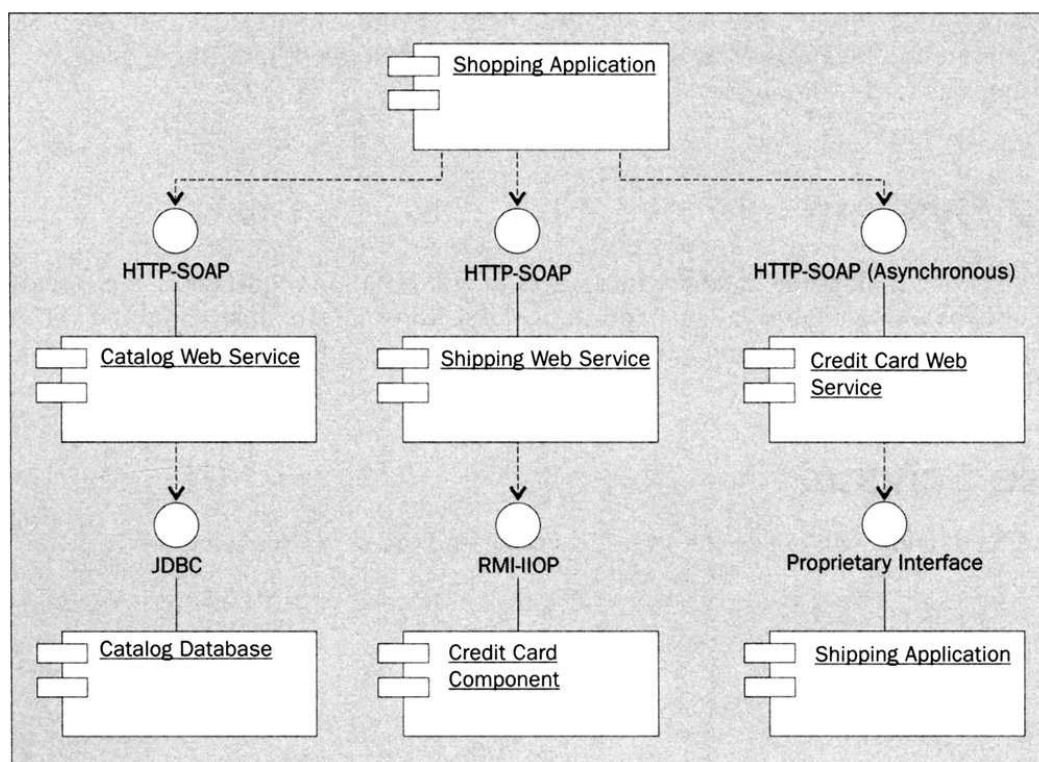 Shopping Application
HTTP-SOAP
HTTP-SOAP
HTTP-SOAP (Asynchronous)
Catalog Web Service
Shipping Web Service
Credit Card Web
Service
JDBC
RMI-IIOP
Proprietary Interface
Catalog Database
Credit Card
Component
Shipping Application